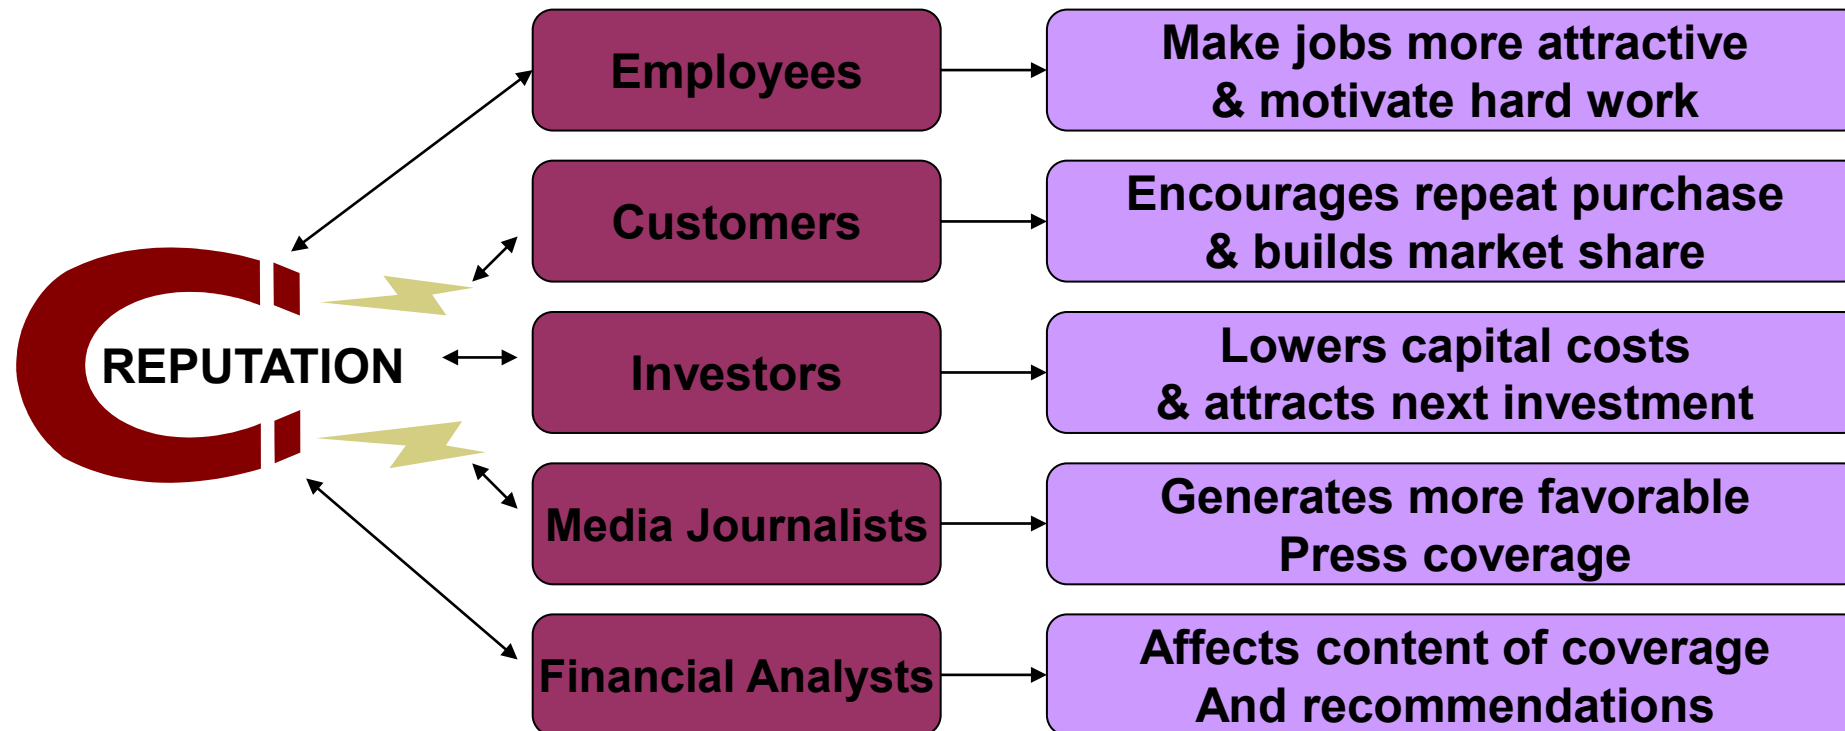 Employees
Make jobs more attractive
& motivate hard work
Customers
Encourages repeat purchase
& builds market share
REPUTATION
Investors
Lowers capital costs
& attracts next investment
Media Journalists
Generates more favorable
Press coverage
Financial Analysts
Affects content of coverage
And recommendations